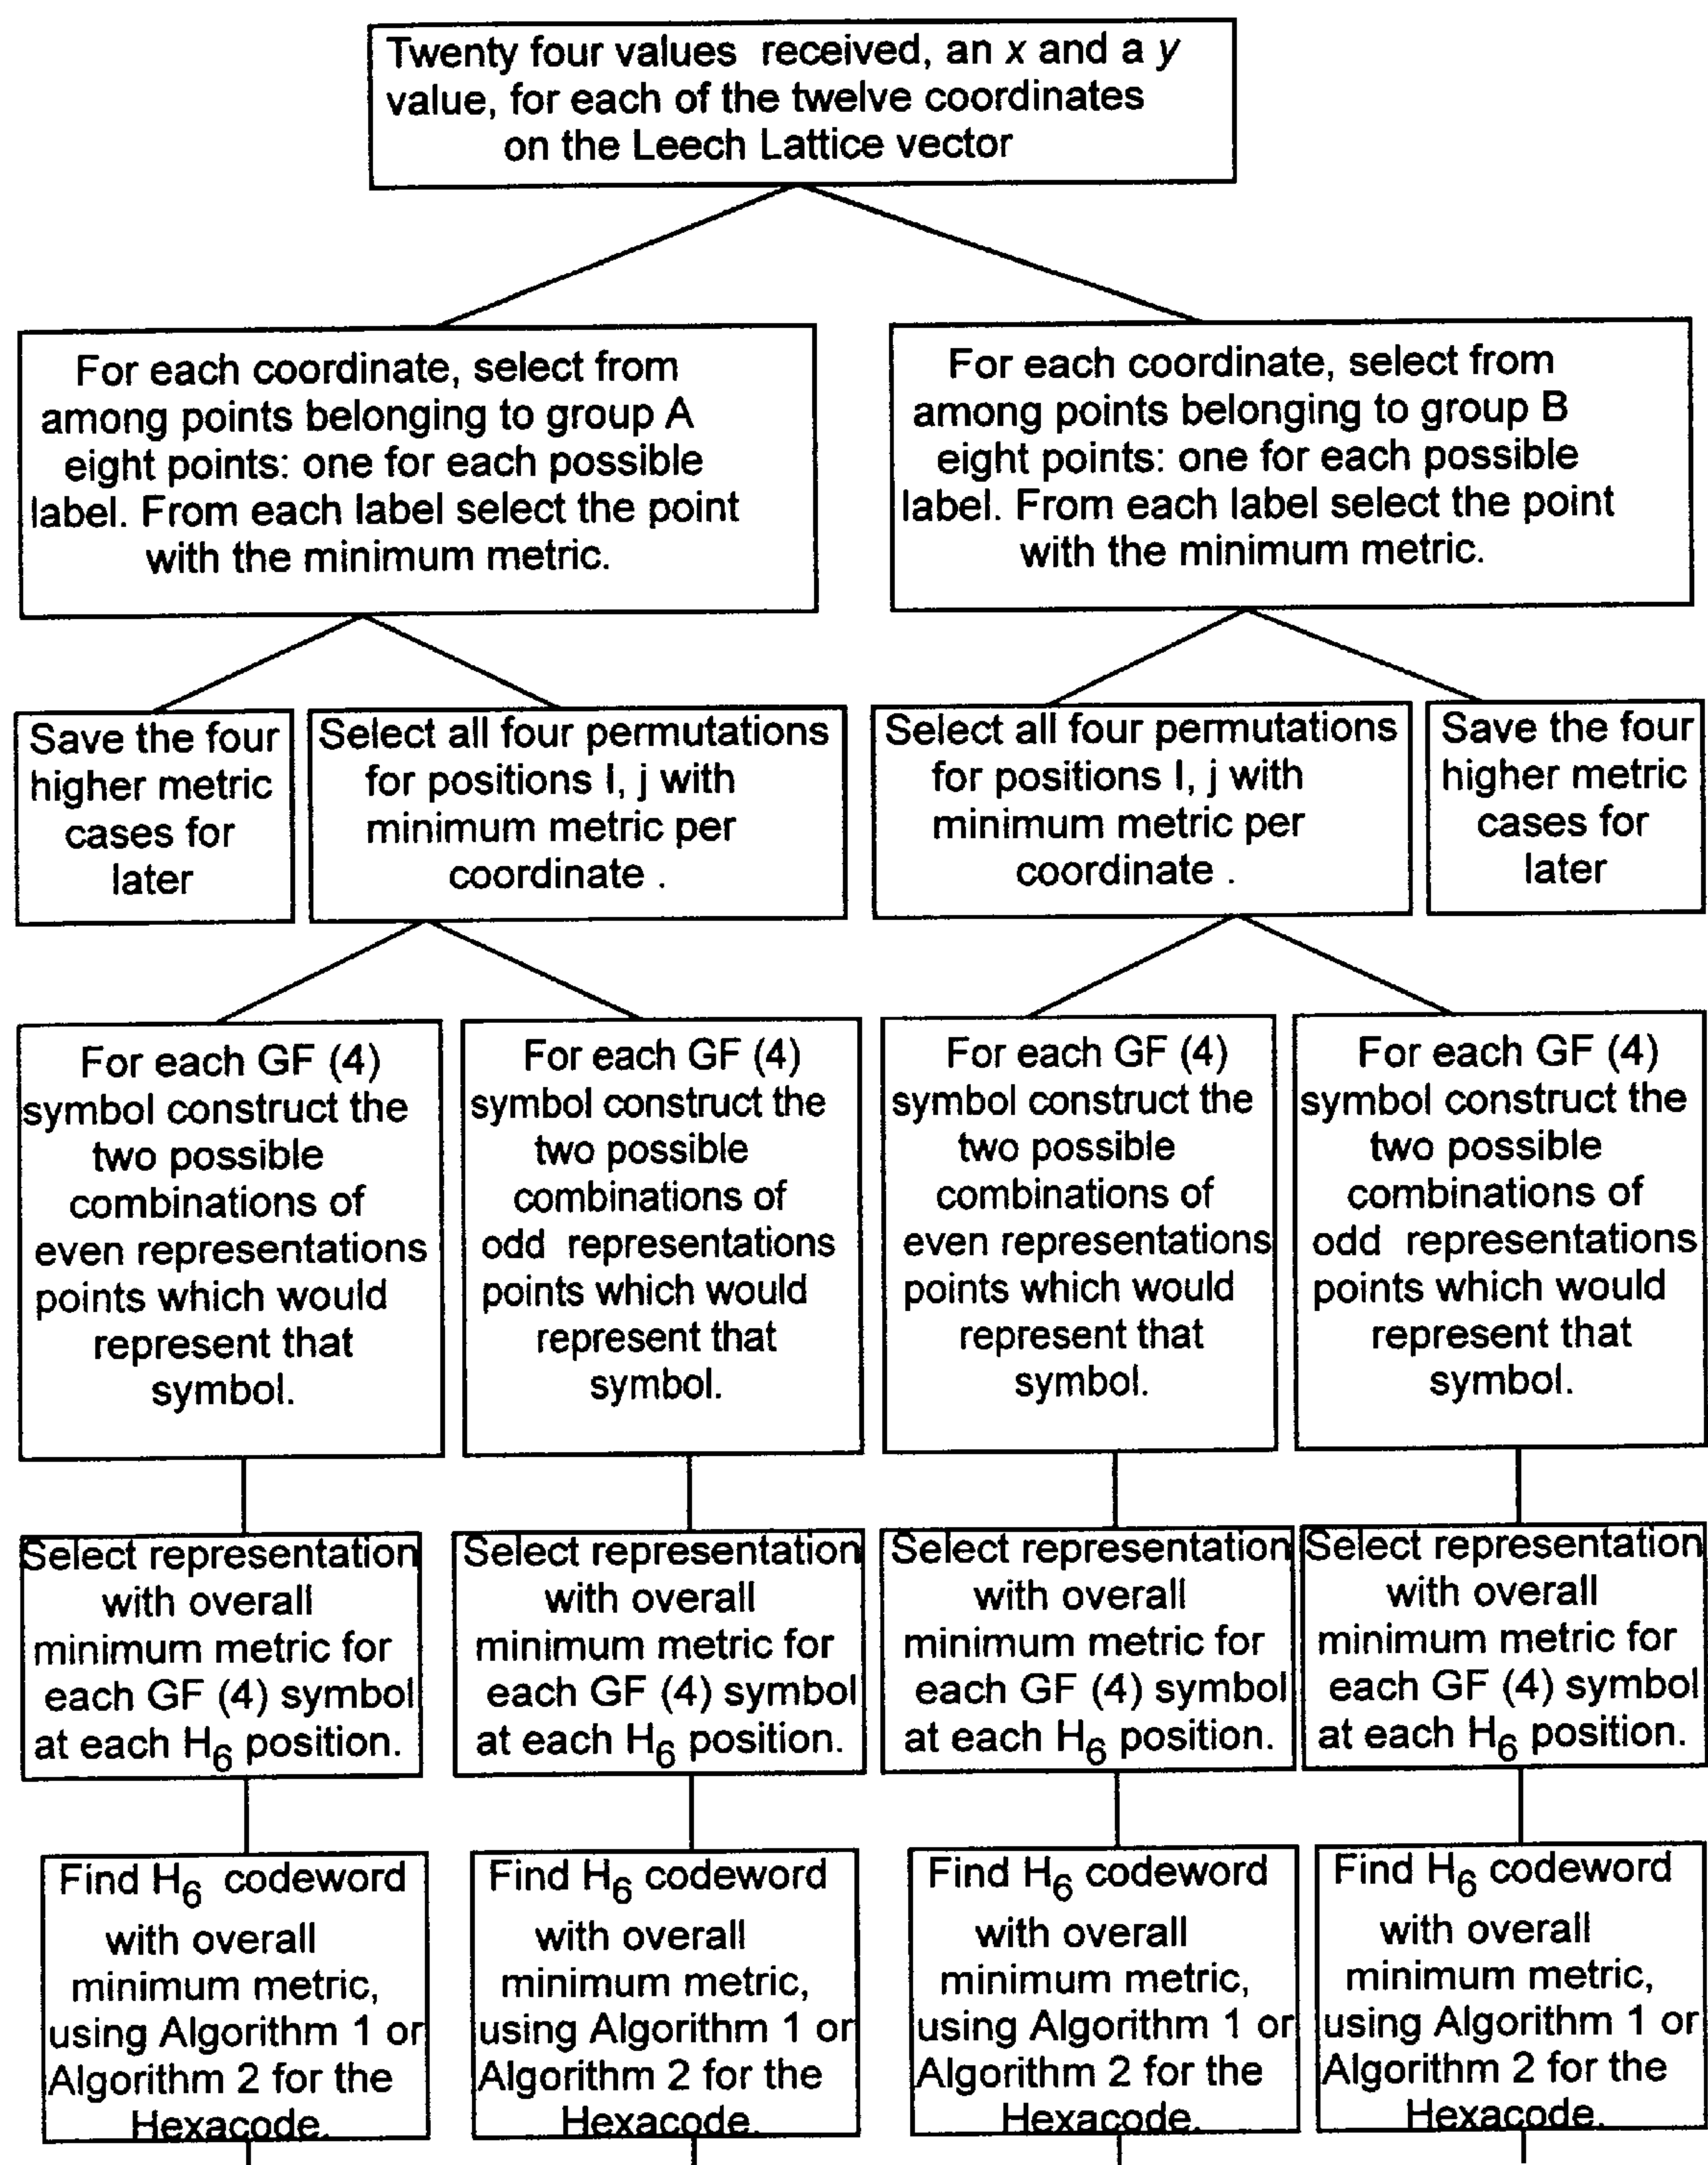 Twenty four values received, an x and a y
value, for each of the twelve coordinates
on the Leech Lattice vector
For each coordinate, select from
among points belonging to group A
eight points: one for each possible
label. From each label select the point
with the minimum metric.
For each coordinate, select from
among points belonging to group B
eight points: one for each possible
label. From each label select the point
with the minimum metric.
Save the four
higher metric
cases for
later
Select all four permutations
for positions I, j with
minimum metric per
coordinate .
Select all four permutations
for positions I, j with
minimum metric per
coordinate .
Save the four
higher metric
cases for
later
For each GF (4)
symbol construct the
two possible
combinations of
even representations
points which would
represent that
symbol.
For each GF (4)
symbol construct the
two possible
combinations of
odd representations
points which would
represent that
symbol.
For each GF (4)
symbol construct the
two possible
combinations of
even representations
points which would
represent that
symbol.
For each GF (4)
symbol construct the
two possible
combinations of
odd representations
points which would
represent that
symbol.
Select representation
with overall
minimum metric for
each GF (4) symbol
at each H6 position.
Select representation
with overall
minimum metric for
each GF (4) symbol
at each H6 position.
Select representation
with overall
minimum metric for
each GF (4) symbol
at each H6 position.
Select representation
with overall
minimum metric for
each GF (4) symbol
at each H6 position.
Find H6 codeword
with overall
minimum metric,
using Algorithm 1 or
Algorithm 2 for the
Hexacode.
Find H6 codeword
with overall
minimum metric,
using Algorithm 1 or
Algorithm 2 for the
Hexacode.
Find H6 codeword
with overall
minimum metric,
using Algorithm 1 or
Algorithm 2 for the
Hexacode.
Find H6 codeword
with overall
minimum metric,
using Algorithm 1 or
Algorithm 2 for the
Hexacode.